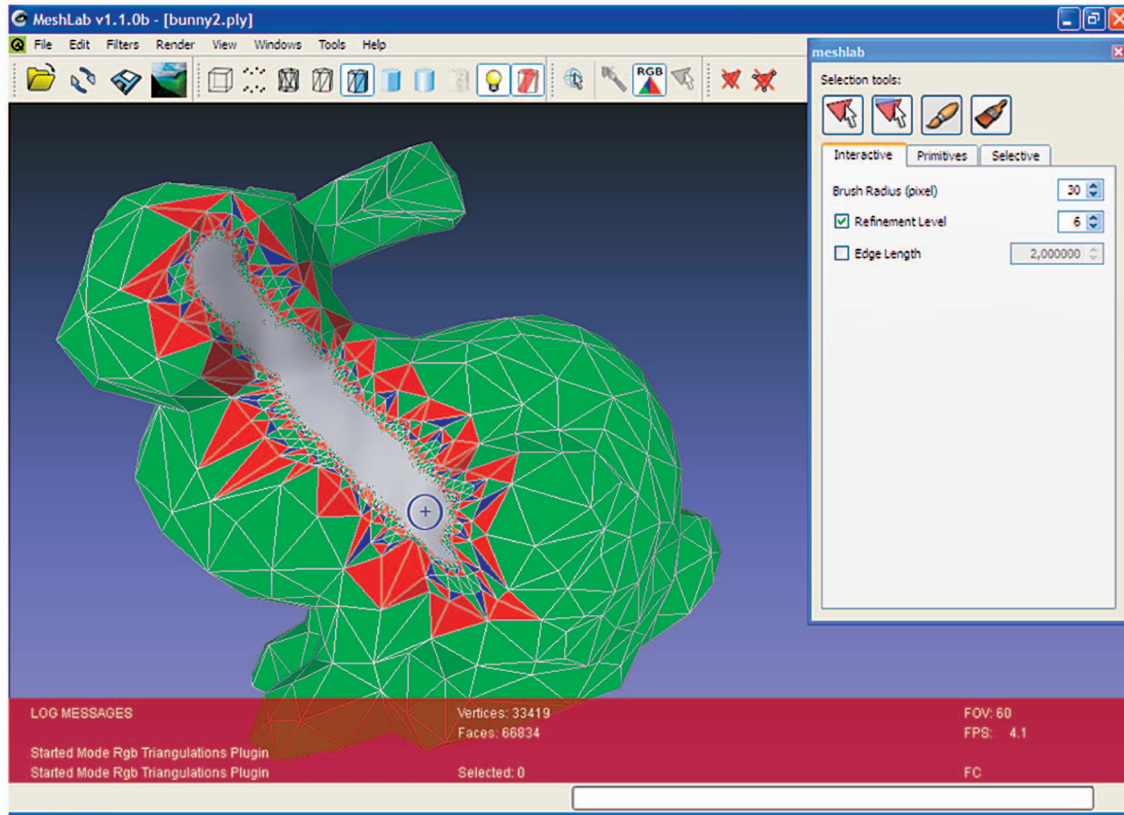 MeshLab v1.1.0b - [bunny2.ply]
File Edit Filters Render View Windows Tools Help
RGB
meshlab
Selection tools:
Interactive Primitives Selective
Brush Radius (pixel) 30
Refinement Level 6
Edge Length 2,000000
LOG MESSAGES
Started Mode Rgb Triangulations Plugin
Started Mode Rgb Triangulations Plugin
Vertices: 33419
Faces: 66834
Selected: 0
FOV: 60
FPS: 4.1
FC